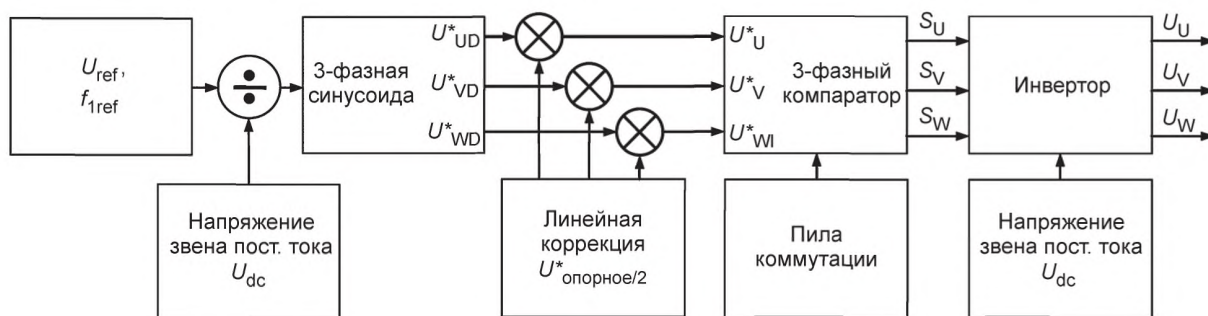 U_ref,
f_1ref
÷
3-фазная
синусоида
U*_UD
U*_VD
U*_WD
U*_U
U*_V
U*_WI
3-фазный
компаратор
S_U
S_V
S_W
Инвертор
U_U
U_V
U_W
Напряжение
звена пост. тока
U_dc
Линейная
коррекция
U*_опорное/2
Пила
коммутации
Напряжение
звена пост. тока
U_dc